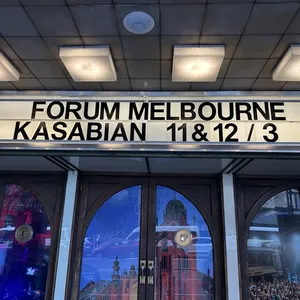 FORUM MELBOURNE
KASABIAN 11 & 12 / 3